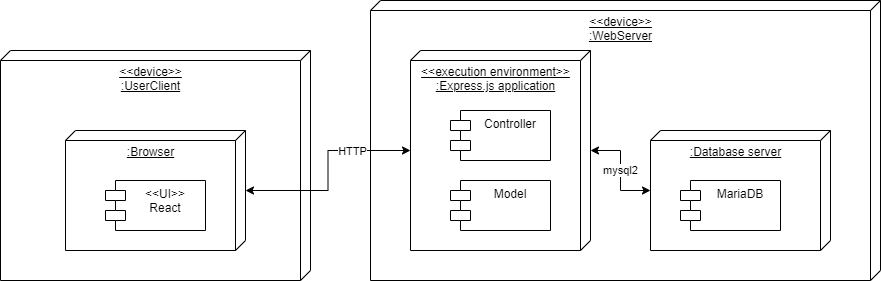 <<device>>
:UserClient
:Browser
<<UI>>
React
HTTP
<<device>>
:WebServer
<<execution environment>>
:Express.js application
Controller
Model
mysql2
:Database server
MariaDB